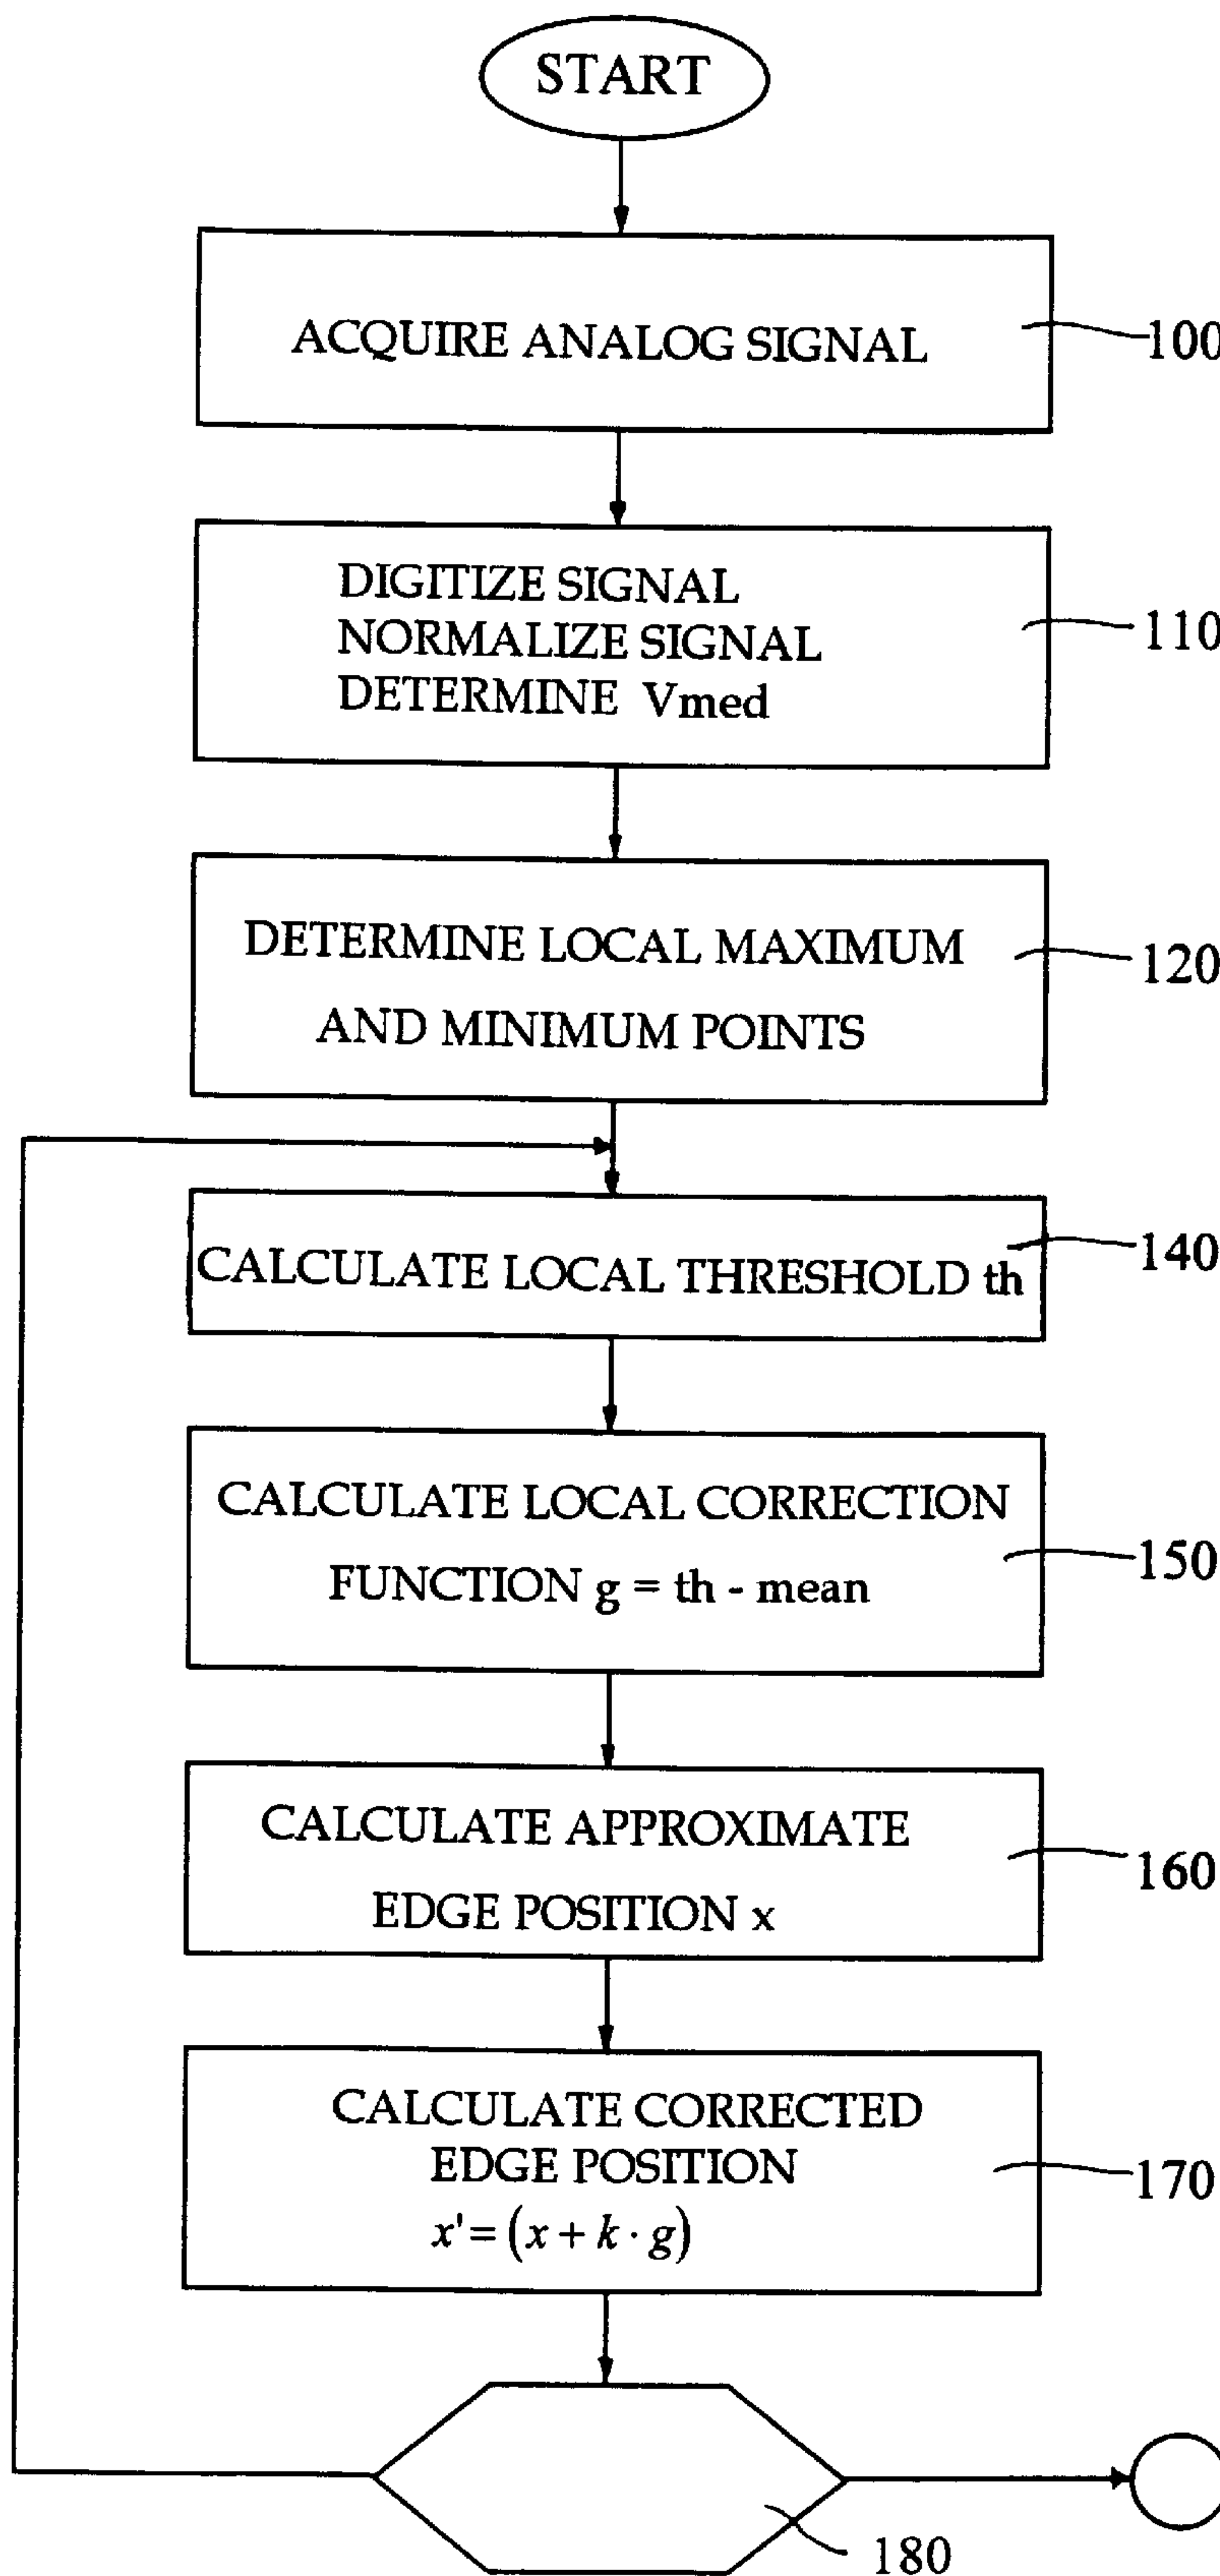 START
ACQUIRE ANALOG SIGNAL
100
DIGITIZE SIGNAL
NORMALIZE SIGNAL
DETERMINE Vmed
110
DETERMINE LOCAL MAXIMUM
AND MINIMUM POINTS
120
CALCULATE LOCAL THRESHOLD th
140
CALCULATE LOCAL CORRECTION
FUNCTION g = th - mean
150
CALCULATE APPROXIMATE
EDGE POSITION x
160
CALCULATE CORRECTED
EDGE POSITION
x' = (x + k · g)
170
180